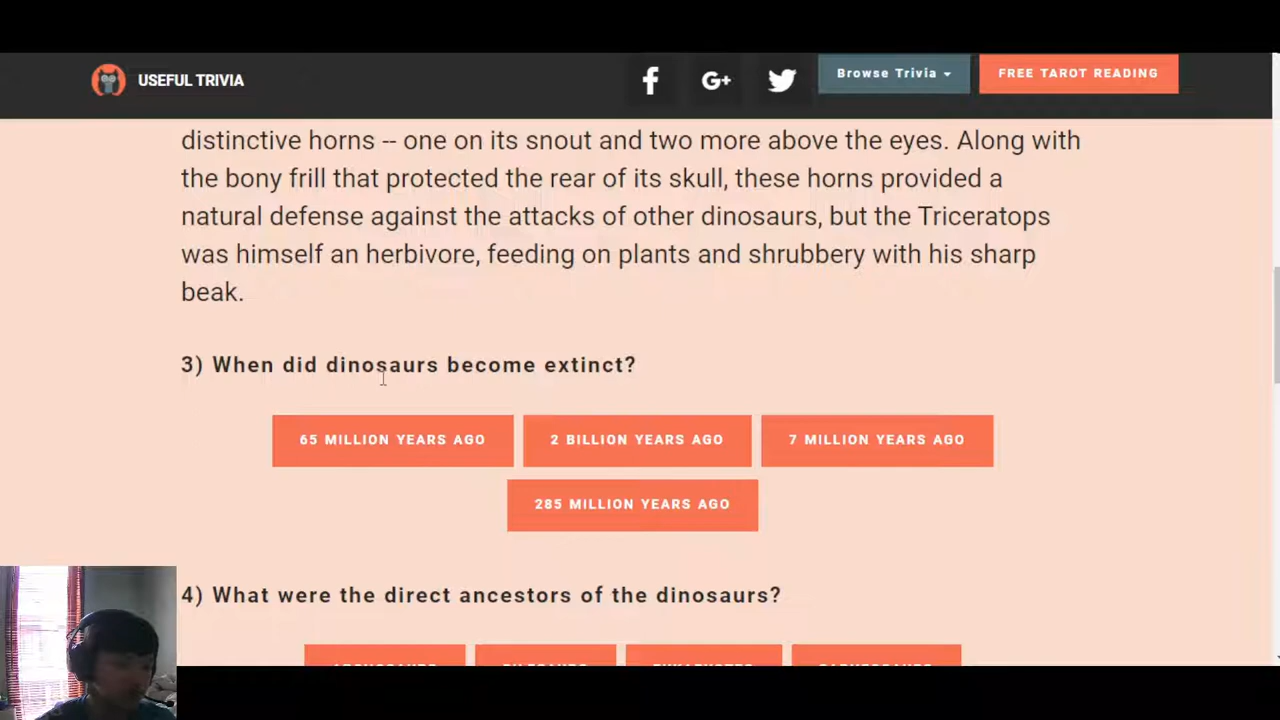 USEFUL TRIVIA
G+
Browse Trivia
FREE TAROT READING
distinctive horns -- one on its snout and two more above the eyes. Along with
the bony frill that protected the rear of its skull, these horns provided a
natural defense against the attacks of other dinosaurs, but the Triceratops
was himself an herbivore, feeding on plants and shrubbery with his sharp
beak.
3) When did dinosaurs become extinct?
65 MILLION YEARS AGO
2 BILLION YEARS AGO
7 MILLION YEARS AGO
285 MILLION YEARS AGO
4) What were the direct ancestors of the dinosaurs?